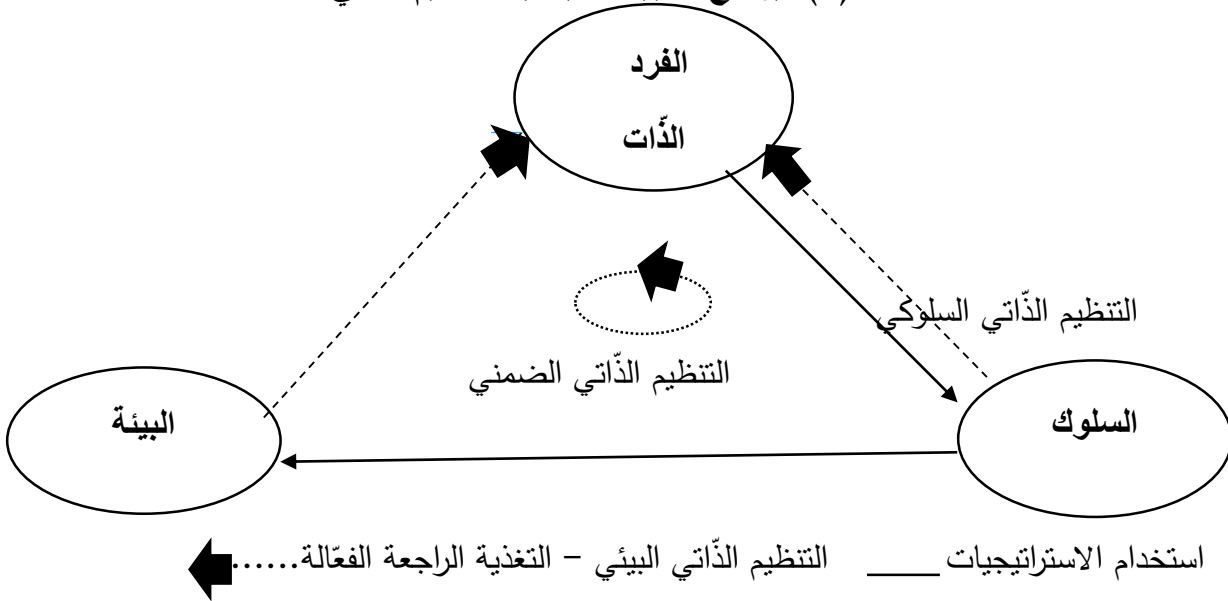 الفرد
الذّات
التنظيم الذّاتي السلوكي
التنظيم الذّاتي الضمني
السلوك
البيئة
استخدام الاستراتيجيات ____ التنظيم الذّاتي البيئي – التغذية الراجعة الفعّالة......